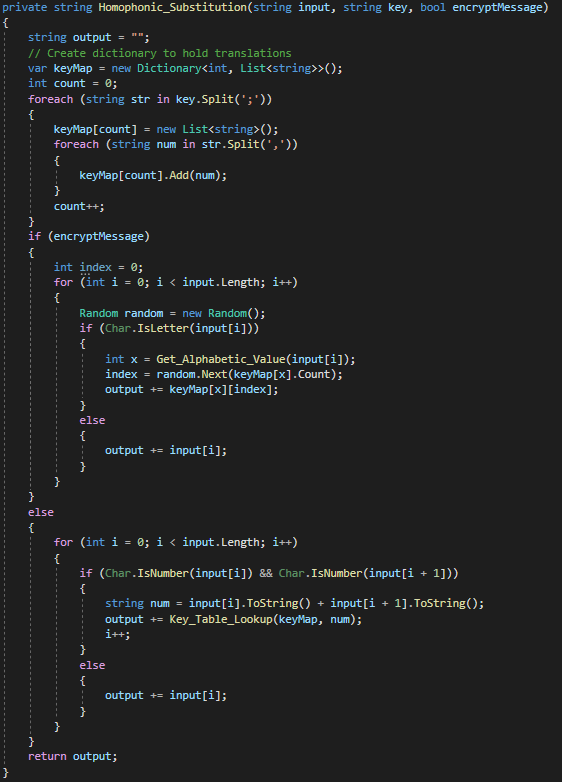 private string Homophonic_Substitution(string input, string key, bool encryptMessage)
{
    string output = "";
    // Create dictionary to hold translations
    var keyMap = new Dictionary<int, List<string>>();
    int count = 0;
    foreach (string str in key.Split(';'))
    {
        keyMap[count] = new List<string>();
        foreach (string num in str.Split(','))
        {
            keyMap[count].Add(num);
        }
        count++;
    }
    if (encryptMessage)
    {
        int index = 0;
        for (int i = 0; i < input.Length; i++)
        {
            Random random = new Random();
            if (Char.IsLetter(input[i]))
            {
                int x = Get_Alphabetic_Value(input[i]);
                index = random.Next(keyMap[x].Count);
                output += keyMap[x][index];
            }
            else
            {
                output += input[i];
            }
        }
    }
    else
    {
        for (int i = 0; i < input.Length; i++)
        {
            if (Char.IsNumber(input[i]) && Char.IsNumber(input[i + 1]))
            {
                string num = input[i].ToString() + input[i + 1].ToString();
                output += Key_Table_Lookup(keyMap, num);
                i++;
            }
            else
            {
                output += input[i];
            }
        }
    }
    return output;
}